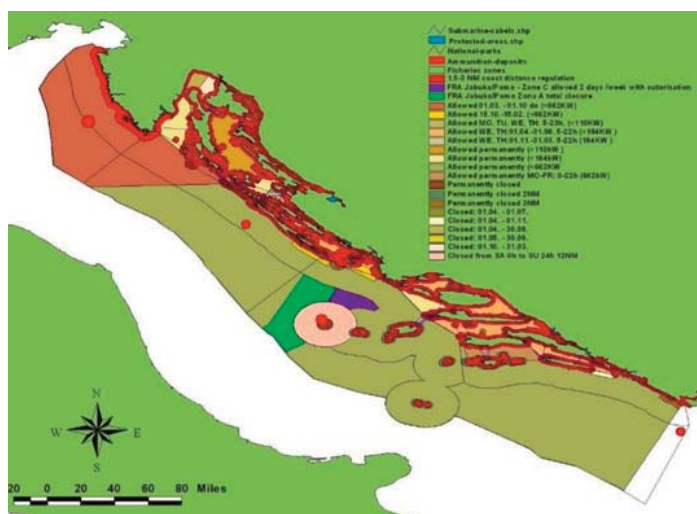 Submarine-cabels.shp
Protested-areas.shp
National-parks
Ammunition-deposits
Fisheries zones
1.5-3 NM coast distance regulation
FRA Jabuka/Pomo - Zone C alloved 2 days /week with outorisation
FRA Jabuka/Pomo Zona A total closure
Allowed 01.03. -01.10 do (<662KW)
Allowed 15.10.-15.02. (<662KW)
Allowed MO, TU, WE, TH: 5-23h. (<110KW)
Allowed WE, TH:01.04.-31.08. 5-22h (<184KW )
Allowed WE, TH:01.11.-31.03. 5-22h (184KW )
Allowed permanently (<110kW)
Allowed permanently (<184kW)
Allowed permanently (<662KW
Allowed permanently MO-FR: 0-22h (662kW)
Permanently closed
Permanently closed 2NM
Permanently closed 3NM
Closed: 01.04. - 01.07.
Closed: 01.04. - 01.11.
Closed: 01.04. - 30.09.
Closed: 01.05. - 30.09.
Closed: 01.10. - 31.03.
Closed from SA 0h to SU 24h 12NM
N
W E
S
20 0 20 40 60 80 Miles